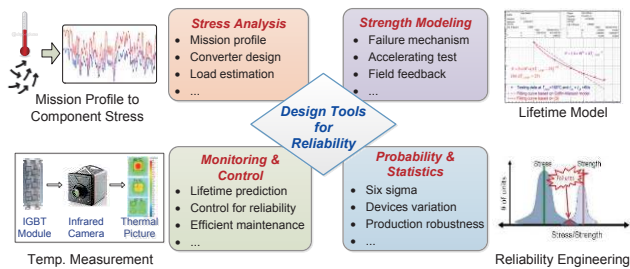 Stress Analysis
• Mission profile
• Converter design
• Load estimation
• ...
Strength Modeling
• Failure mechanism
• Accelerating test
• Field feedback
• ...
Mission Profile to
Component Stress
Lifetime Model
Design Tools
for
Reliability
Monitoring &
Control
• Lifetime prediction
• Control for reliability
• Efficient maintenance
• ...
Probability &
Statistics
• Six sigma
• Devices variation
• Production robustness
• ...
IGBT
Module
Infrared
Camera
Thermal
Picture
Temp. Measurement
Stress
Strength
Failures
# of units
Stress/Strength
Reliability Engineering